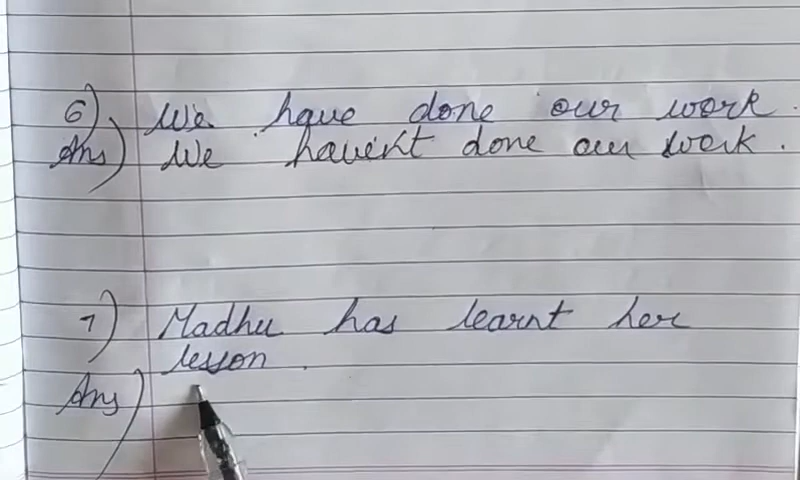 6) We have done our work.
Ans) We haven't done our work.
7) Madhu has learnt her
lesson.
Ans)